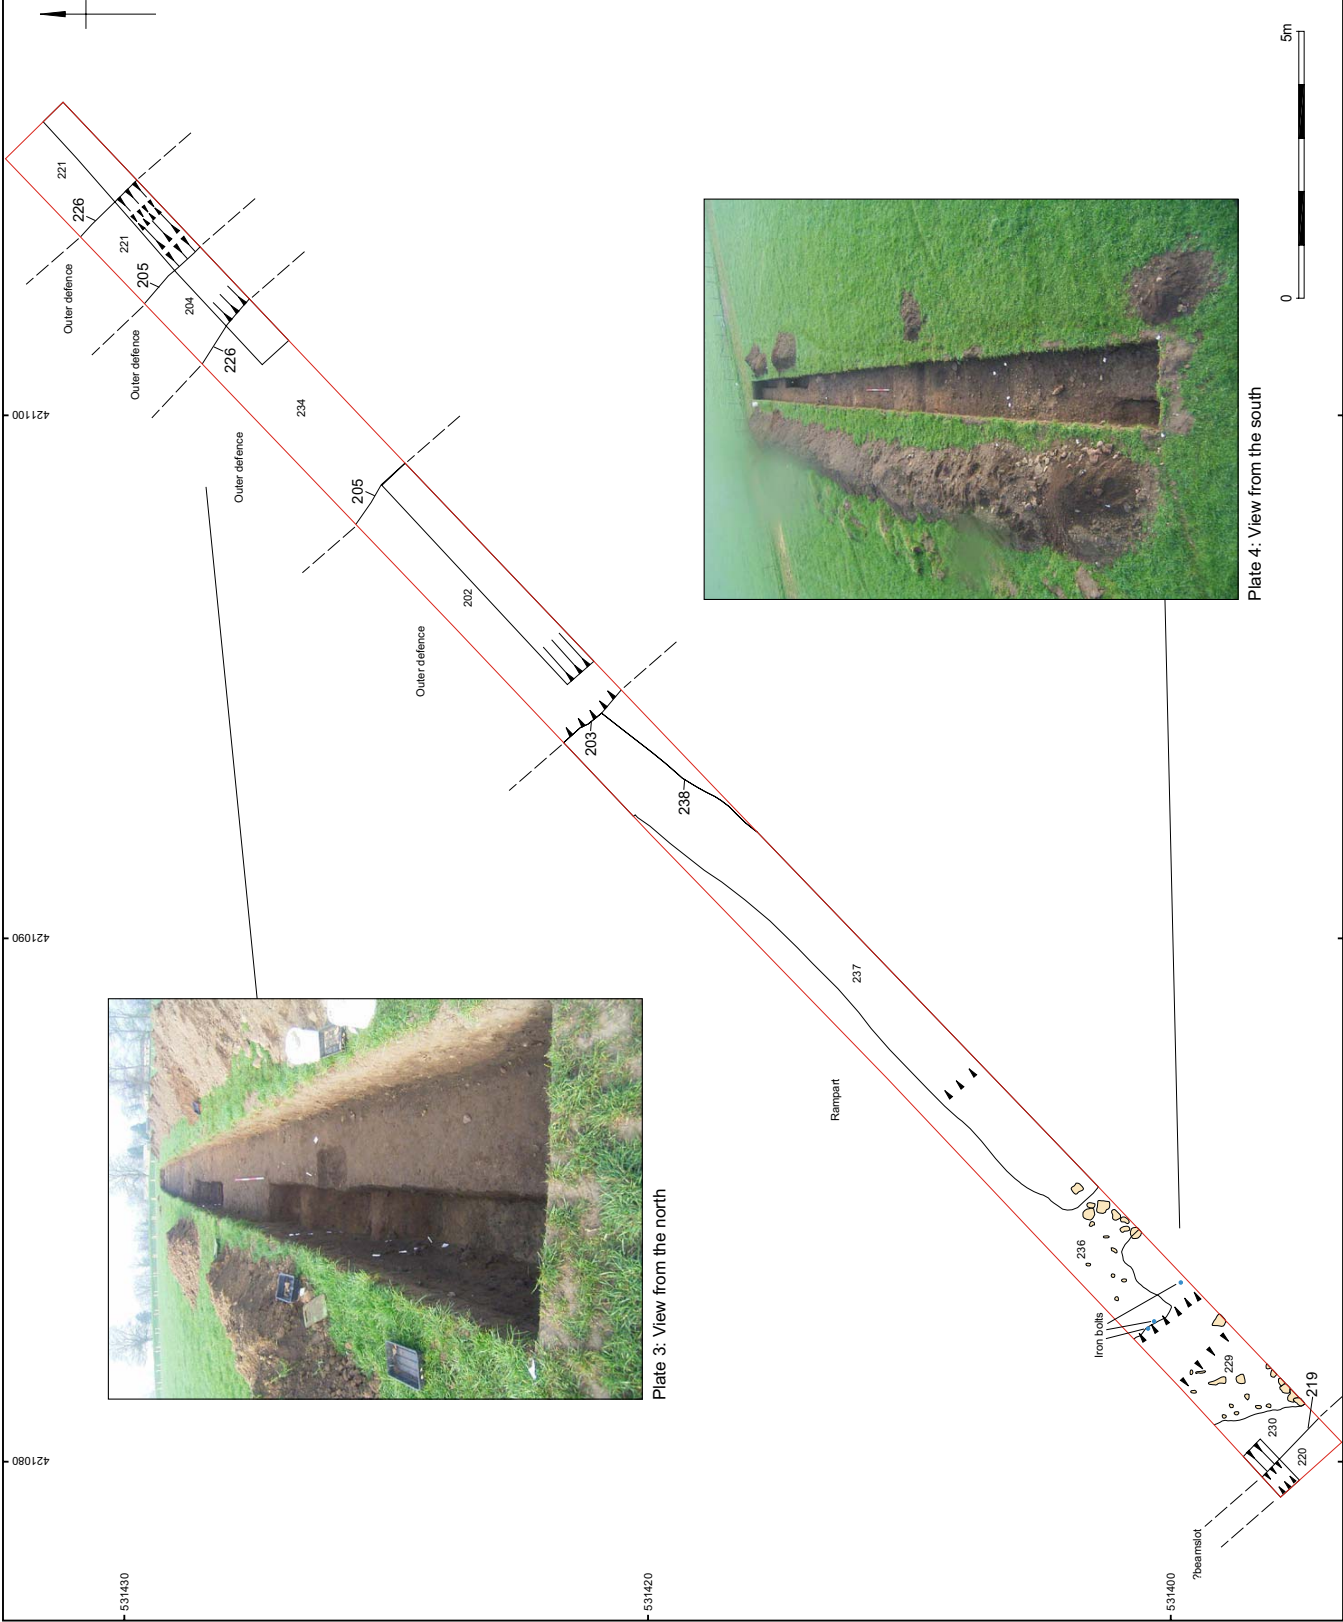 221
226
221
205
204
226
Outer defence
Outer defence
Outer defence
Outer defence
234
205
202
203
238
237
Rampart
236
Iron bolts
229
230
219
220
?beamslot
421100
421090
421080
531430
531420
531400
0
5m
Plate 3: View from the north
Plate 4: View from the south